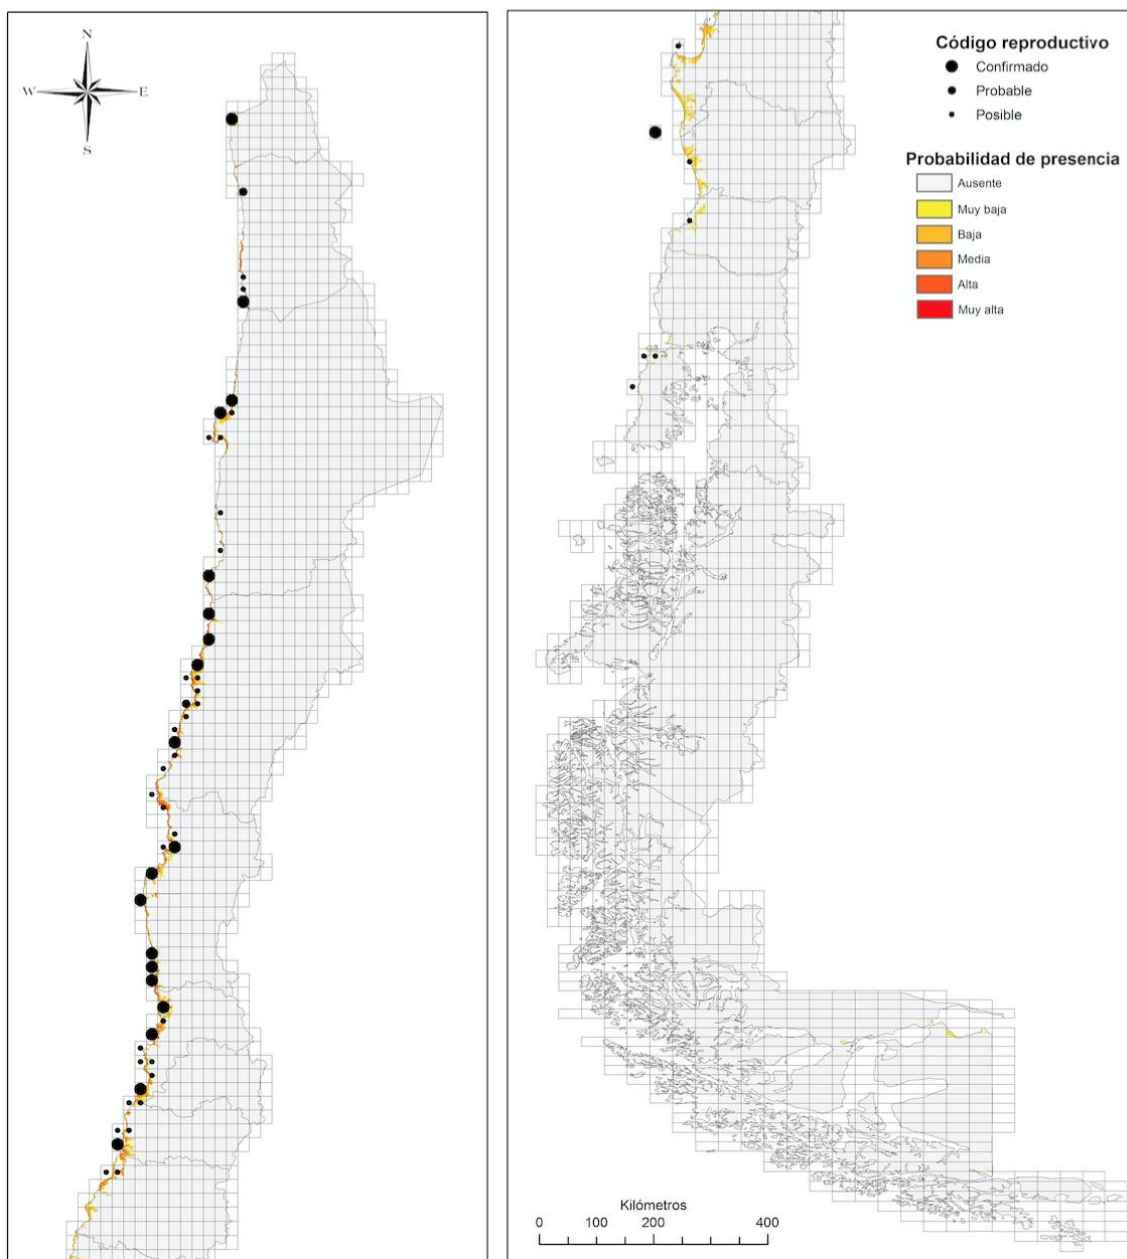 N
W
E
S
Código reproductivo
Confirmado
Probable
Posible
Probabilidad de presencia
Ausente
Muy baja
Baja
Media
Alta
Muy alta
Kilómetros
0 100 200 400